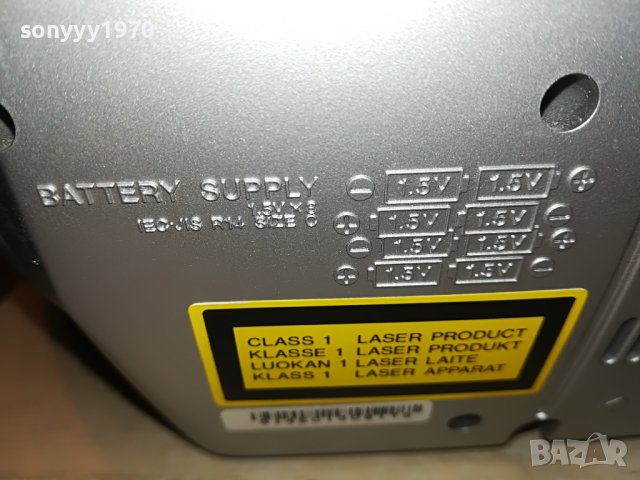 sonyyy1970
BATTERY SUPPLY
1.5V × 8
IEC·JIS R14 SIZE C
1.5V 1.5V
1.5V 1.5V
1.5V 1.5V
1.5V 1.5V
CLASS 1 LASER PRODUCT
KLASSE 1 LASER PRODUKT
LUOKAN 1 LASER LAITE
KLASS 1 LASER APPARAT
BAZAR